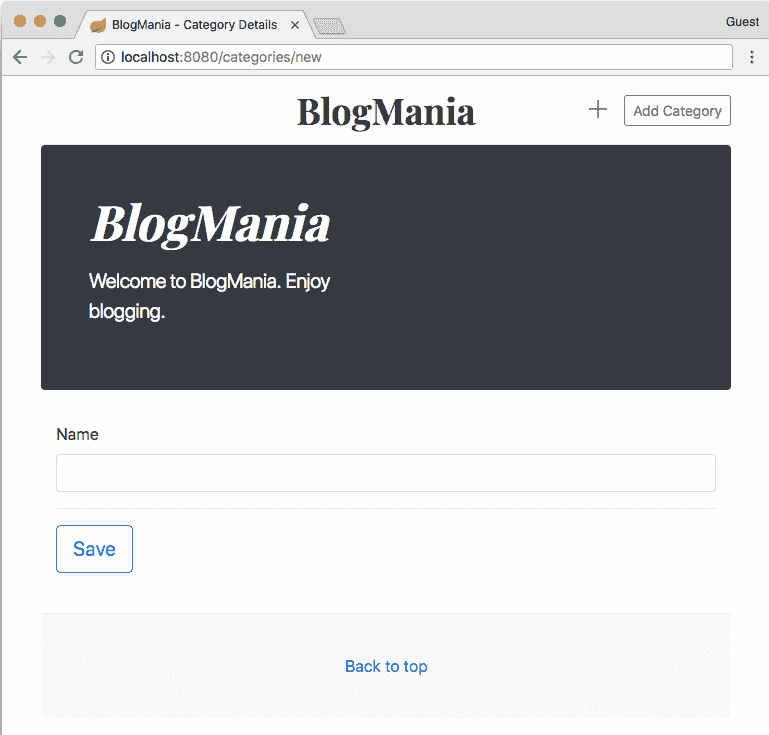 BlogMania - Category Details
Guest
localhost:8080/categories/new
BlogMania
Add Category
BlogMania
Welcome to BlogMania. Enjoy
blogging.
Name
Save
Back to top